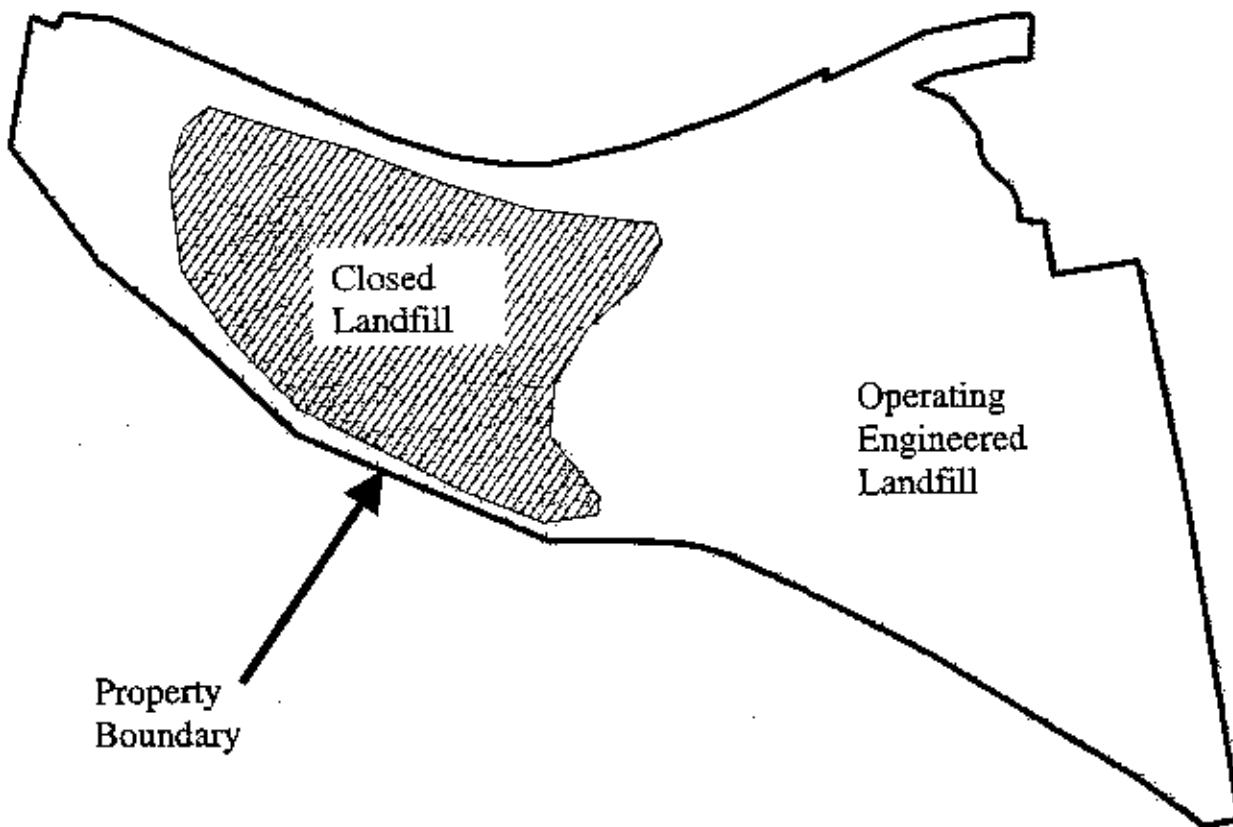 Closed
Landfill
Operating
Engineered
Landfill
Property
Boundary